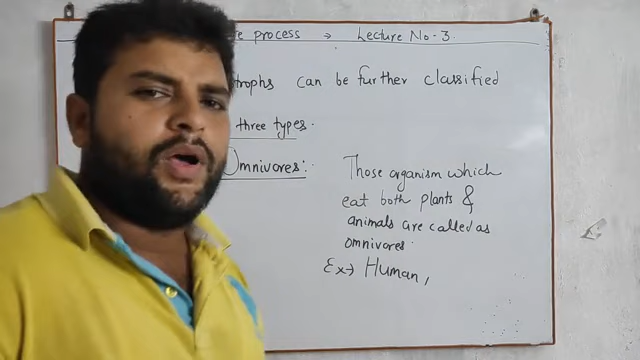 process → Lecture No-3.
can be further classified
three types.
Omnivores:-
Those organism which
eat both plants &
animals are called as
omnivores.
Ex→ Human,